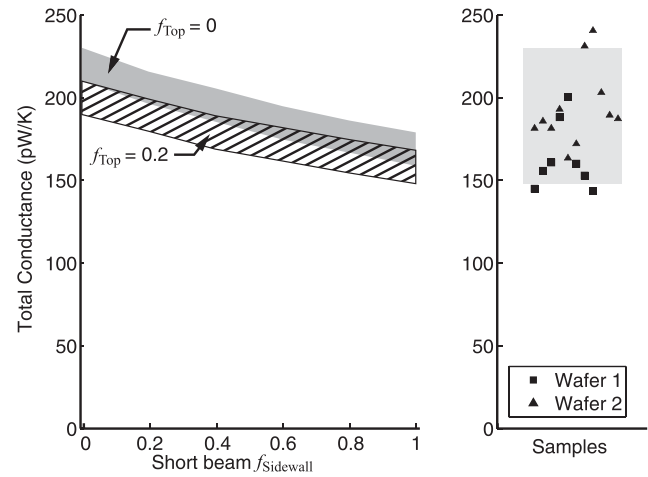 250
200
150
100
50
0
Total Conductance (pW/K)
f_Top = 0
f_Top = 0.2
0 0.2 0.4 0.6 0.8 1
Short beam f_Sidewall
250
200
150
100
50
0
Wafer 1
Wafer 2
Samples